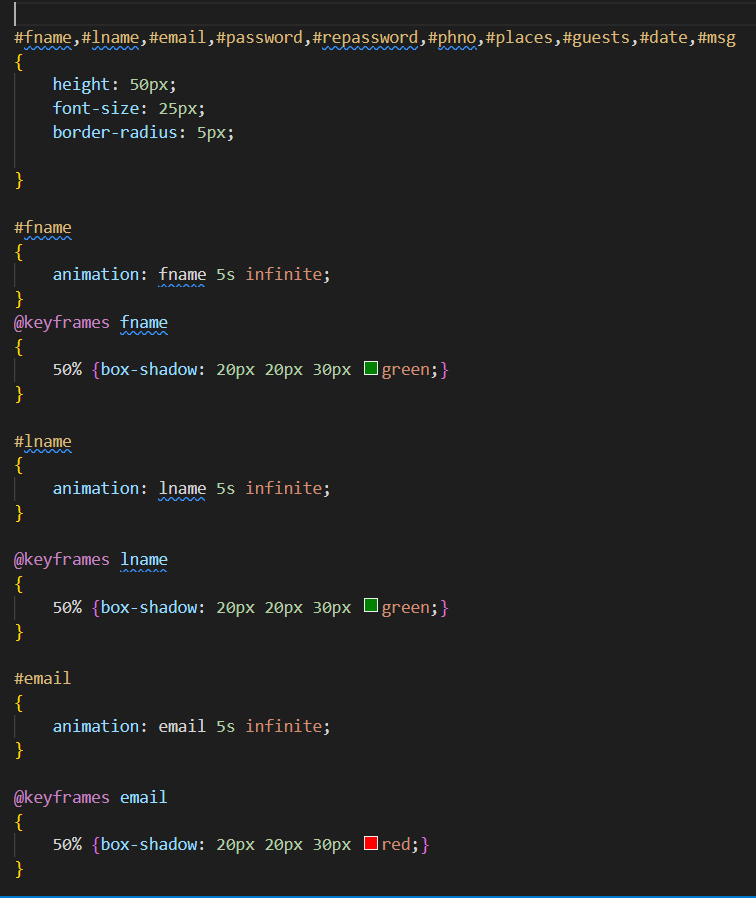 #fname,#lname,#email,#password,#repassword,#phno,#places,#guests,#date,#msg
{
    height: 50px;
    font-size: 25px;
    border-radius: 5px;

}

#fname
{
    animation: fname 5s infinite;
}
@keyframes fname
{
    50% {box-shadow: 20px 20px 30px green;}
}

#lname
{
    animation: lname 5s infinite;
}

@keyframes lname
{
    50% {box-shadow: 20px 20px 30px green;}
}

#email
{
    animation: email 5s infinite;
}

@keyframes email
{
    50% {box-shadow: 20px 20px 30px red;}
}